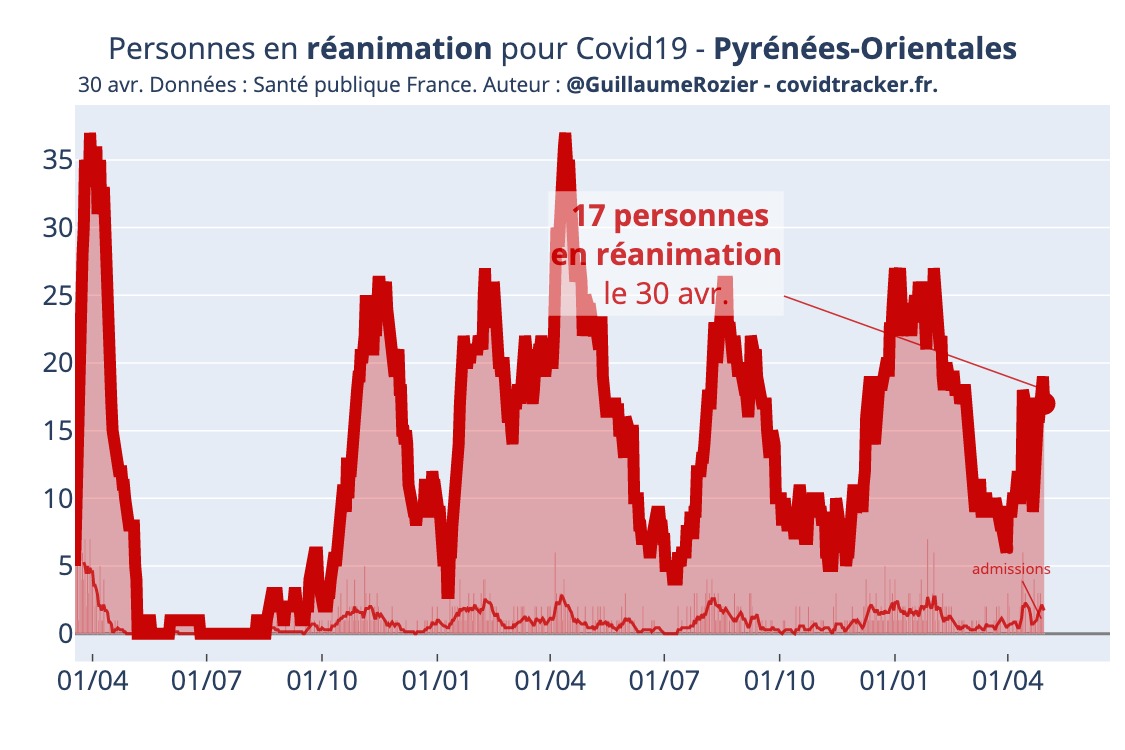 Personnes en réanimation pour Covid19 - Pyrénées-Orientales
30 avr. Données : Santé publique France. Auteur : @GuillaumeRozier - covidtracker.fr.
35
30
25
20
15
10
5
0
17 personnes
en réanimation
le 30 avr.
admissions
01/04 01/07 01/10 01/01 01/04 01/07 01/10 01/01 01/04